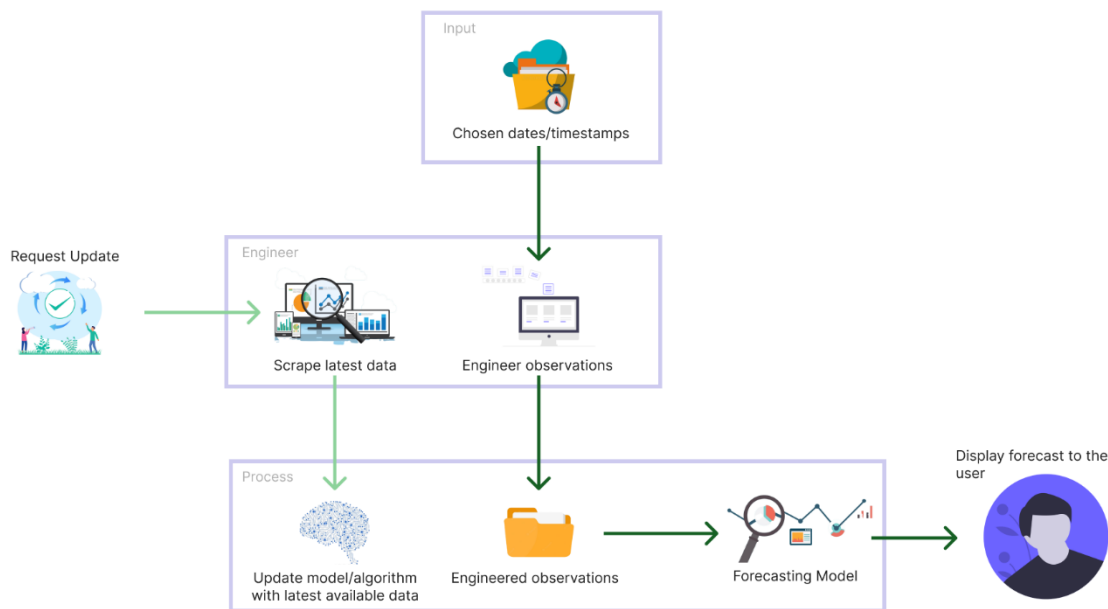 Input
Chosen dates/timestamps
Engineer
Request Update
Scrape latest data
Engineer observations
Process
Display forecast to the
user
Update model/algorithm
with latest available data
Engineered observations
Forecasting Model